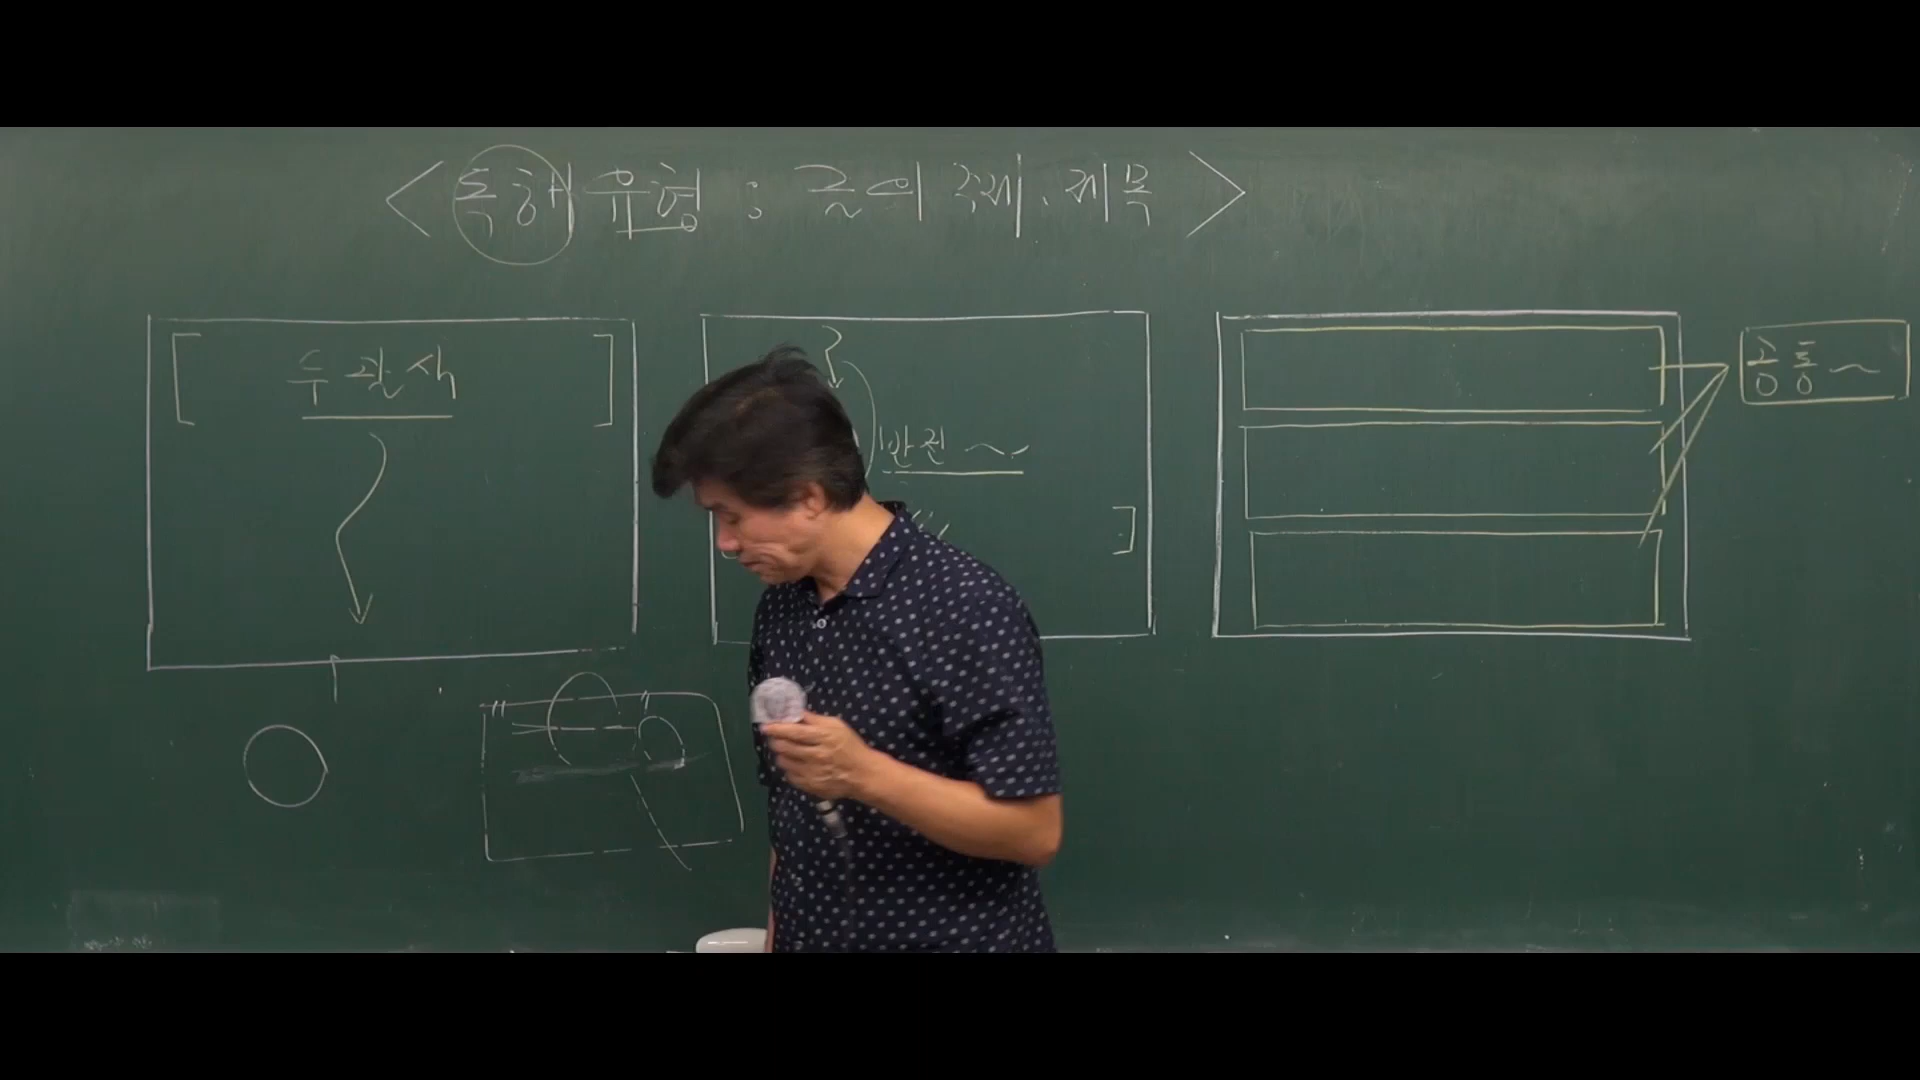 <독해 유형 : 글의 주제, 제목>
[ 두괄식 ]
반전 ~
]
공통 ~